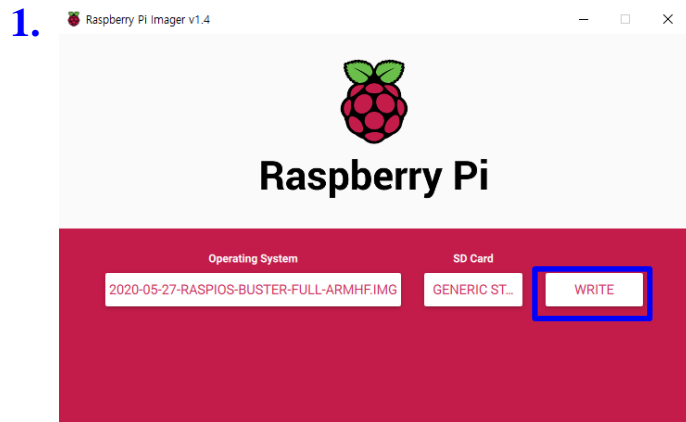 1.
Raspberry Pi Imager v1.4
Raspberry Pi
Operating System SD Card
2020-05-27-RASPIOS-BUSTER-FULL-ARMHF.IMG GENERIC ST... WRITE